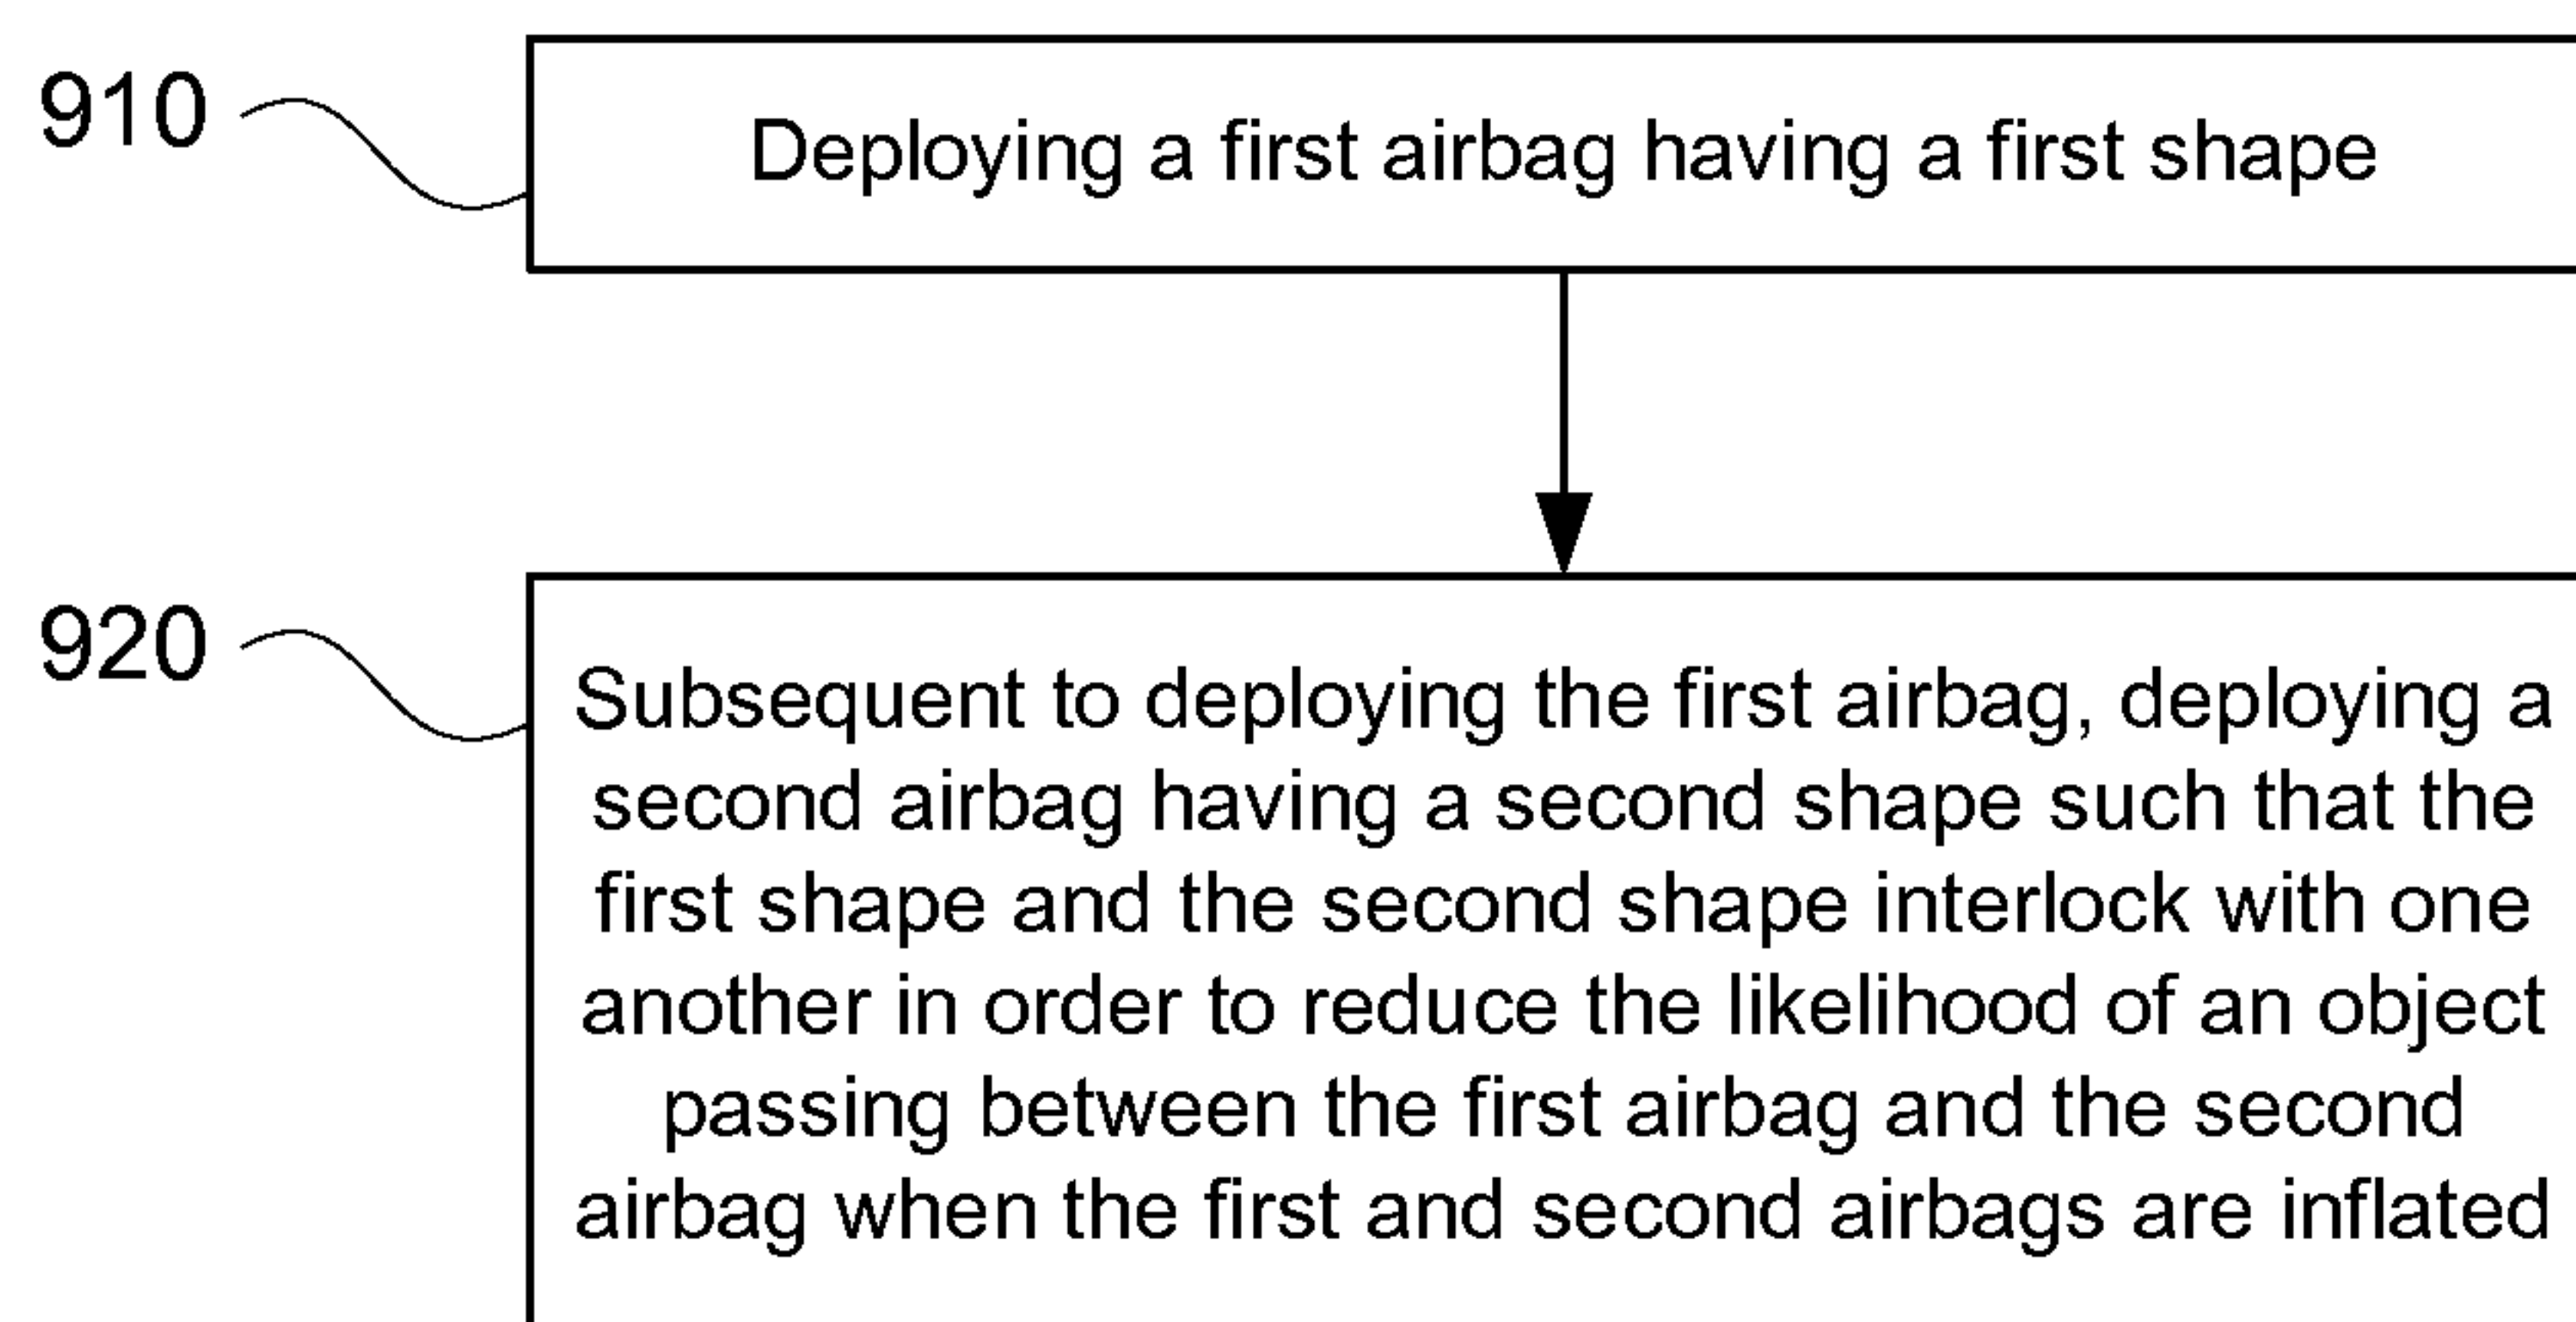 910
Deploying a first airbag having a first shape
920
Subsequent to deploying the first airbag, deploying a
second airbag having a second shape such that the
first shape and the second shape interlock with one
another in order to reduce the likelihood of an object
passing between the first airbag and the second
airbag when the first and second airbags are inflated